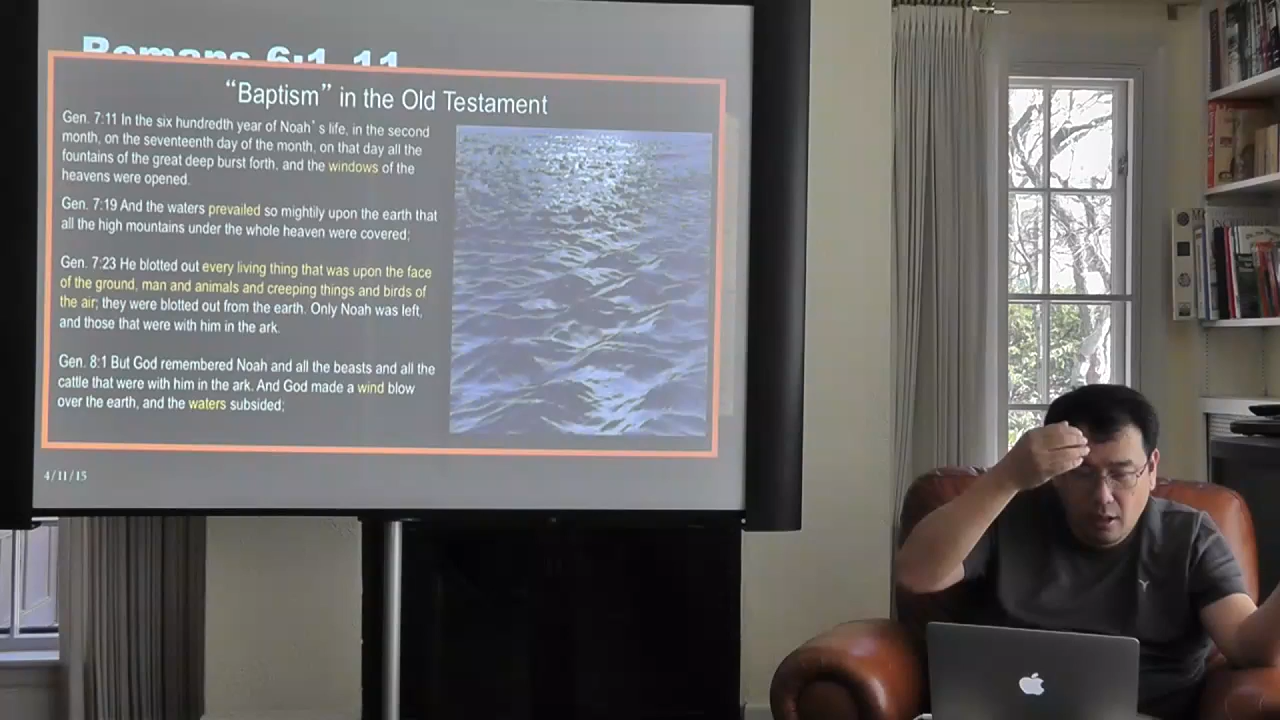 Romans 6:1-11
“Baptism” in the Old Testament
Gen. 7:11 In the six hundredth year of Noah’s life, in the second
month, on the seventeenth day of the month, on that day all the
fountains of the great deep burst forth, and the windows of the
heavens were opened.
Gen. 7:19 And the waters prevailed so mightily upon the earth that
all the high mountains under the whole heaven were covered;
Gen. 7:23 He blotted out every living thing that was upon the face
of the ground, man and animals and creeping things and birds of
the air; they were blotted out from the earth. Only Noah was left,
and those that were with him in the ark.
Gen. 8:1 But God remembered Noah and all the beasts and all the
cattle that were with him in the ark. And God made a wind blow
over the earth, and the waters subsided;
4/11/15